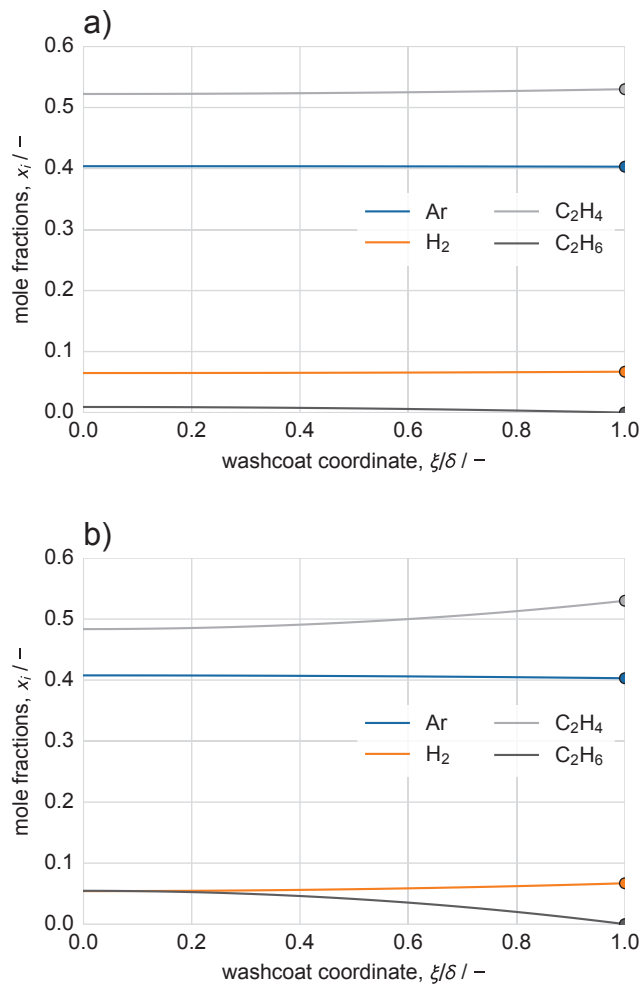 a)
0.6
0.5
0.4
0.3
0.2
0.1
0.0
mole fractions, xᵢ / –
Ar
H₂
C₂H₄
C₂H₆
0.0 0.2 0.4 0.6 0.8 1.0
washcoat coordinate, ξ/δ / –
b)
0.6
0.5
0.4
0.3
0.2
0.1
0.0
mole fractions, xᵢ / –
Ar
H₂
C₂H₄
C₂H₆
0.0 0.2 0.4 0.6 0.8 1.0
washcoat coordinate, ξ/δ / –